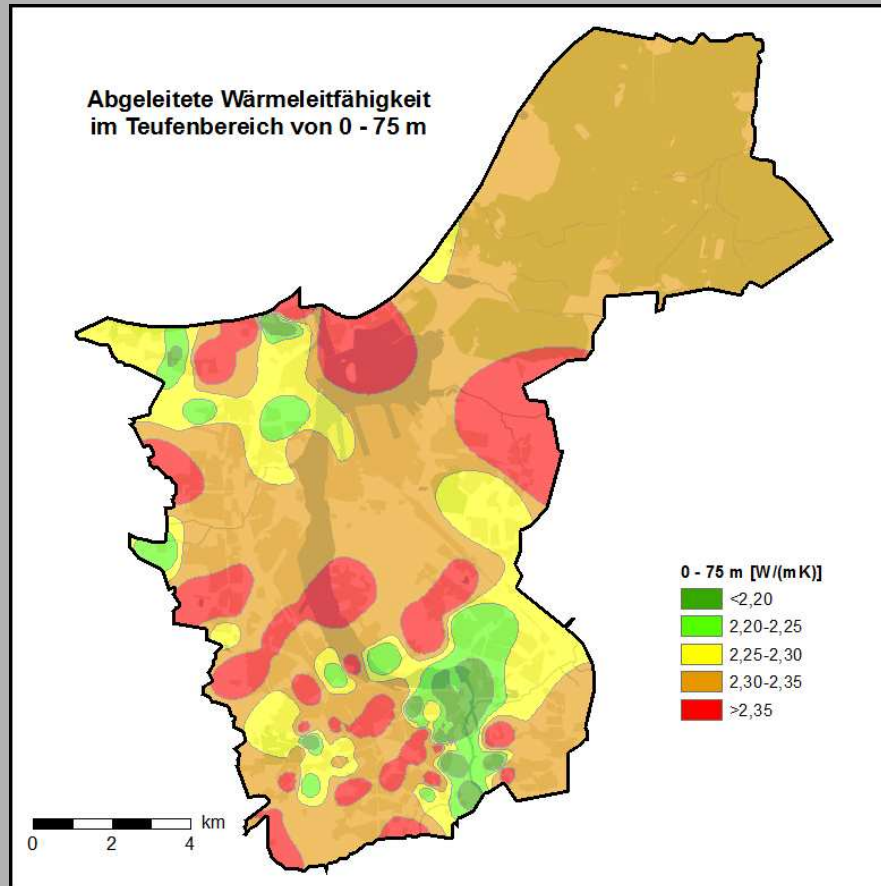 Abgeleitete Wärmeleitfähigkeit
im Teufenbereich von 0 - 75 m
0 - 75 m [W/(mK)]
<2,20
2,20-2,25
2,25-2,30
2,30-2,35
>2,35
km
0 2 4